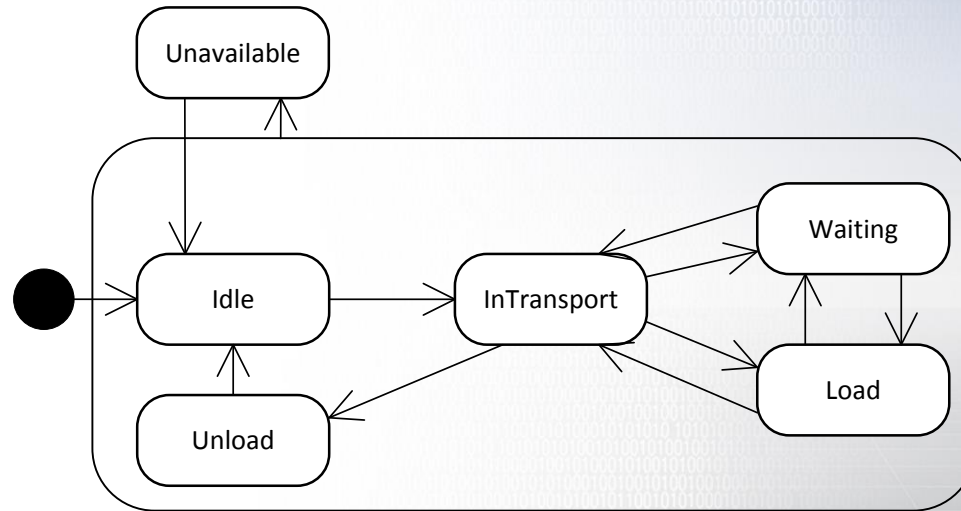 Unavailable
Waiting
Idle
InTransport
Load
Unload